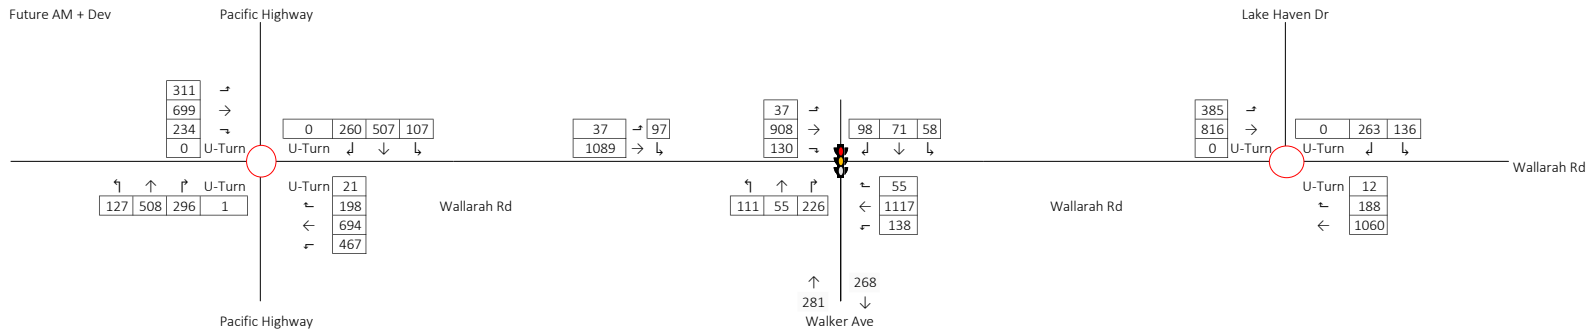 Future AM + Dev
Pacific Highway
Lake Haven Dr
311
699
234
0 U-Turn
0 260 507 107
U-Turn
37 97
1089
37
908
130
98 71 58
385
816
0 U-Turn
0 263 136
U-Turn
Wallarah Rd
U-Turn
127 508 296 1
U-Turn 21
198
694
467
Wallarah Rd
111 55 226
55
1117
138
Wallarah Rd
U-Turn 12
188
1060
268
281
Pacific Highway
Walker Ave